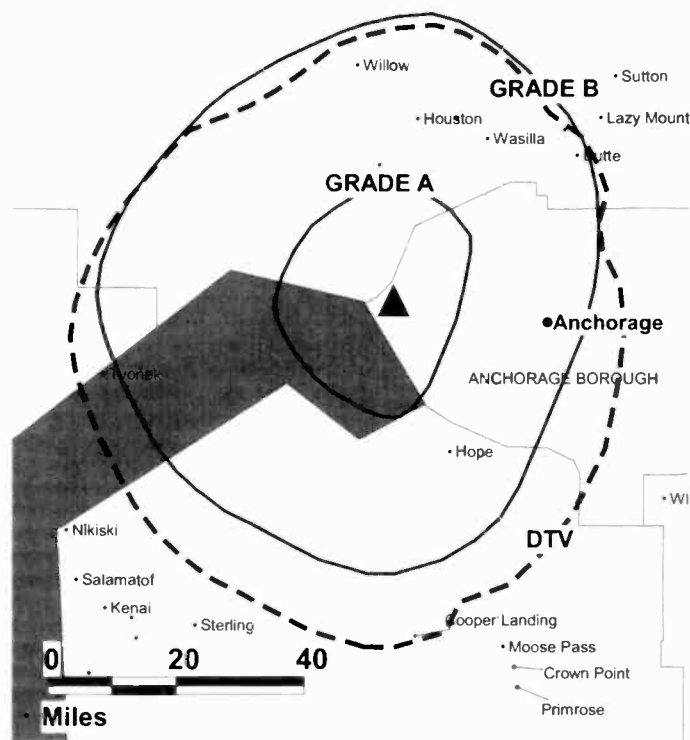 Willow
Sutton
GRADE B
Houston
Lazy Mount
Wasilla
Butte
GRADE A
Anchorage
Tyonek
ANCHORAGE BOROUGH
Hope
WI
Nikiski
DTV
Salamatof
Kenai
Sterling
Cooper Landing
Moose Pass
0 20 40
Crown Point
Primrose
Miles